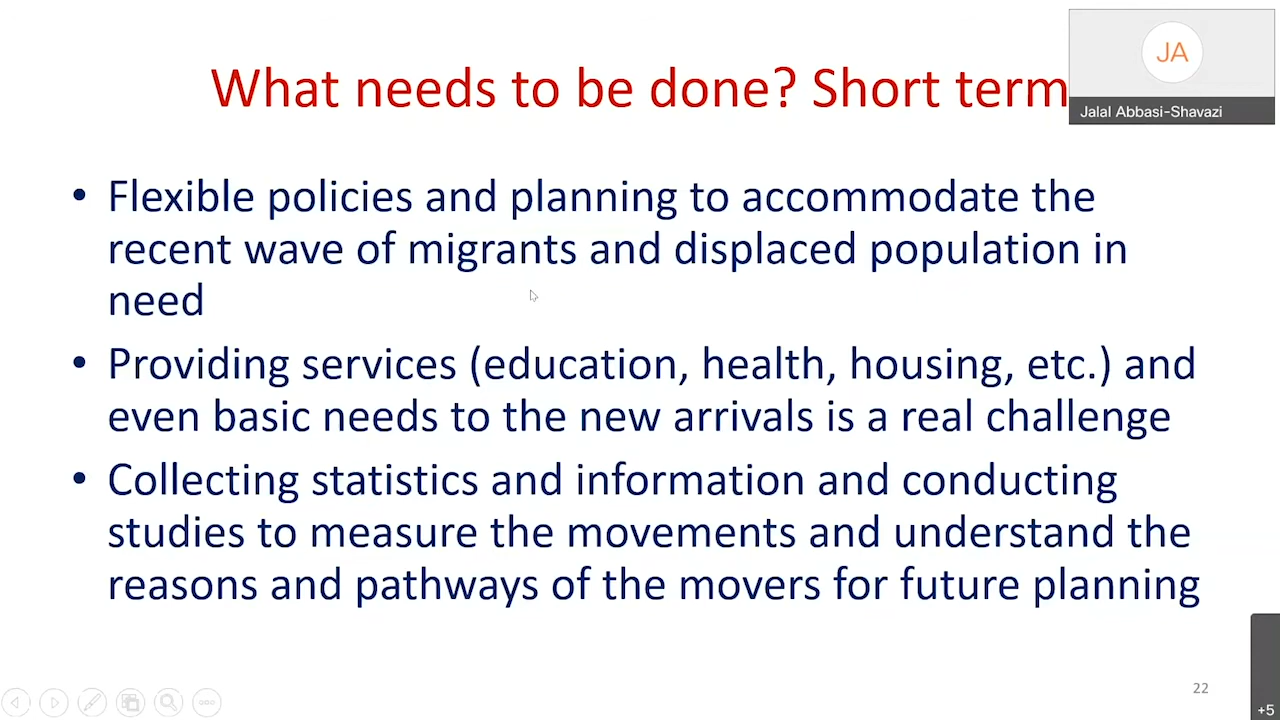 What needs to be done? Short term
JA
Jalal Abbasi-Shavazi
• Flexible policies and planning to accommodate the
recent wave of migrants and displaced population in
need
• Providing services (education, health, housing, etc.) and
even basic needs to the new arrivals is a real challenge
• Collecting statistics and information and conducting
studies to measure the movements and understand the
reasons and pathways of the movers for future planning
22
+5